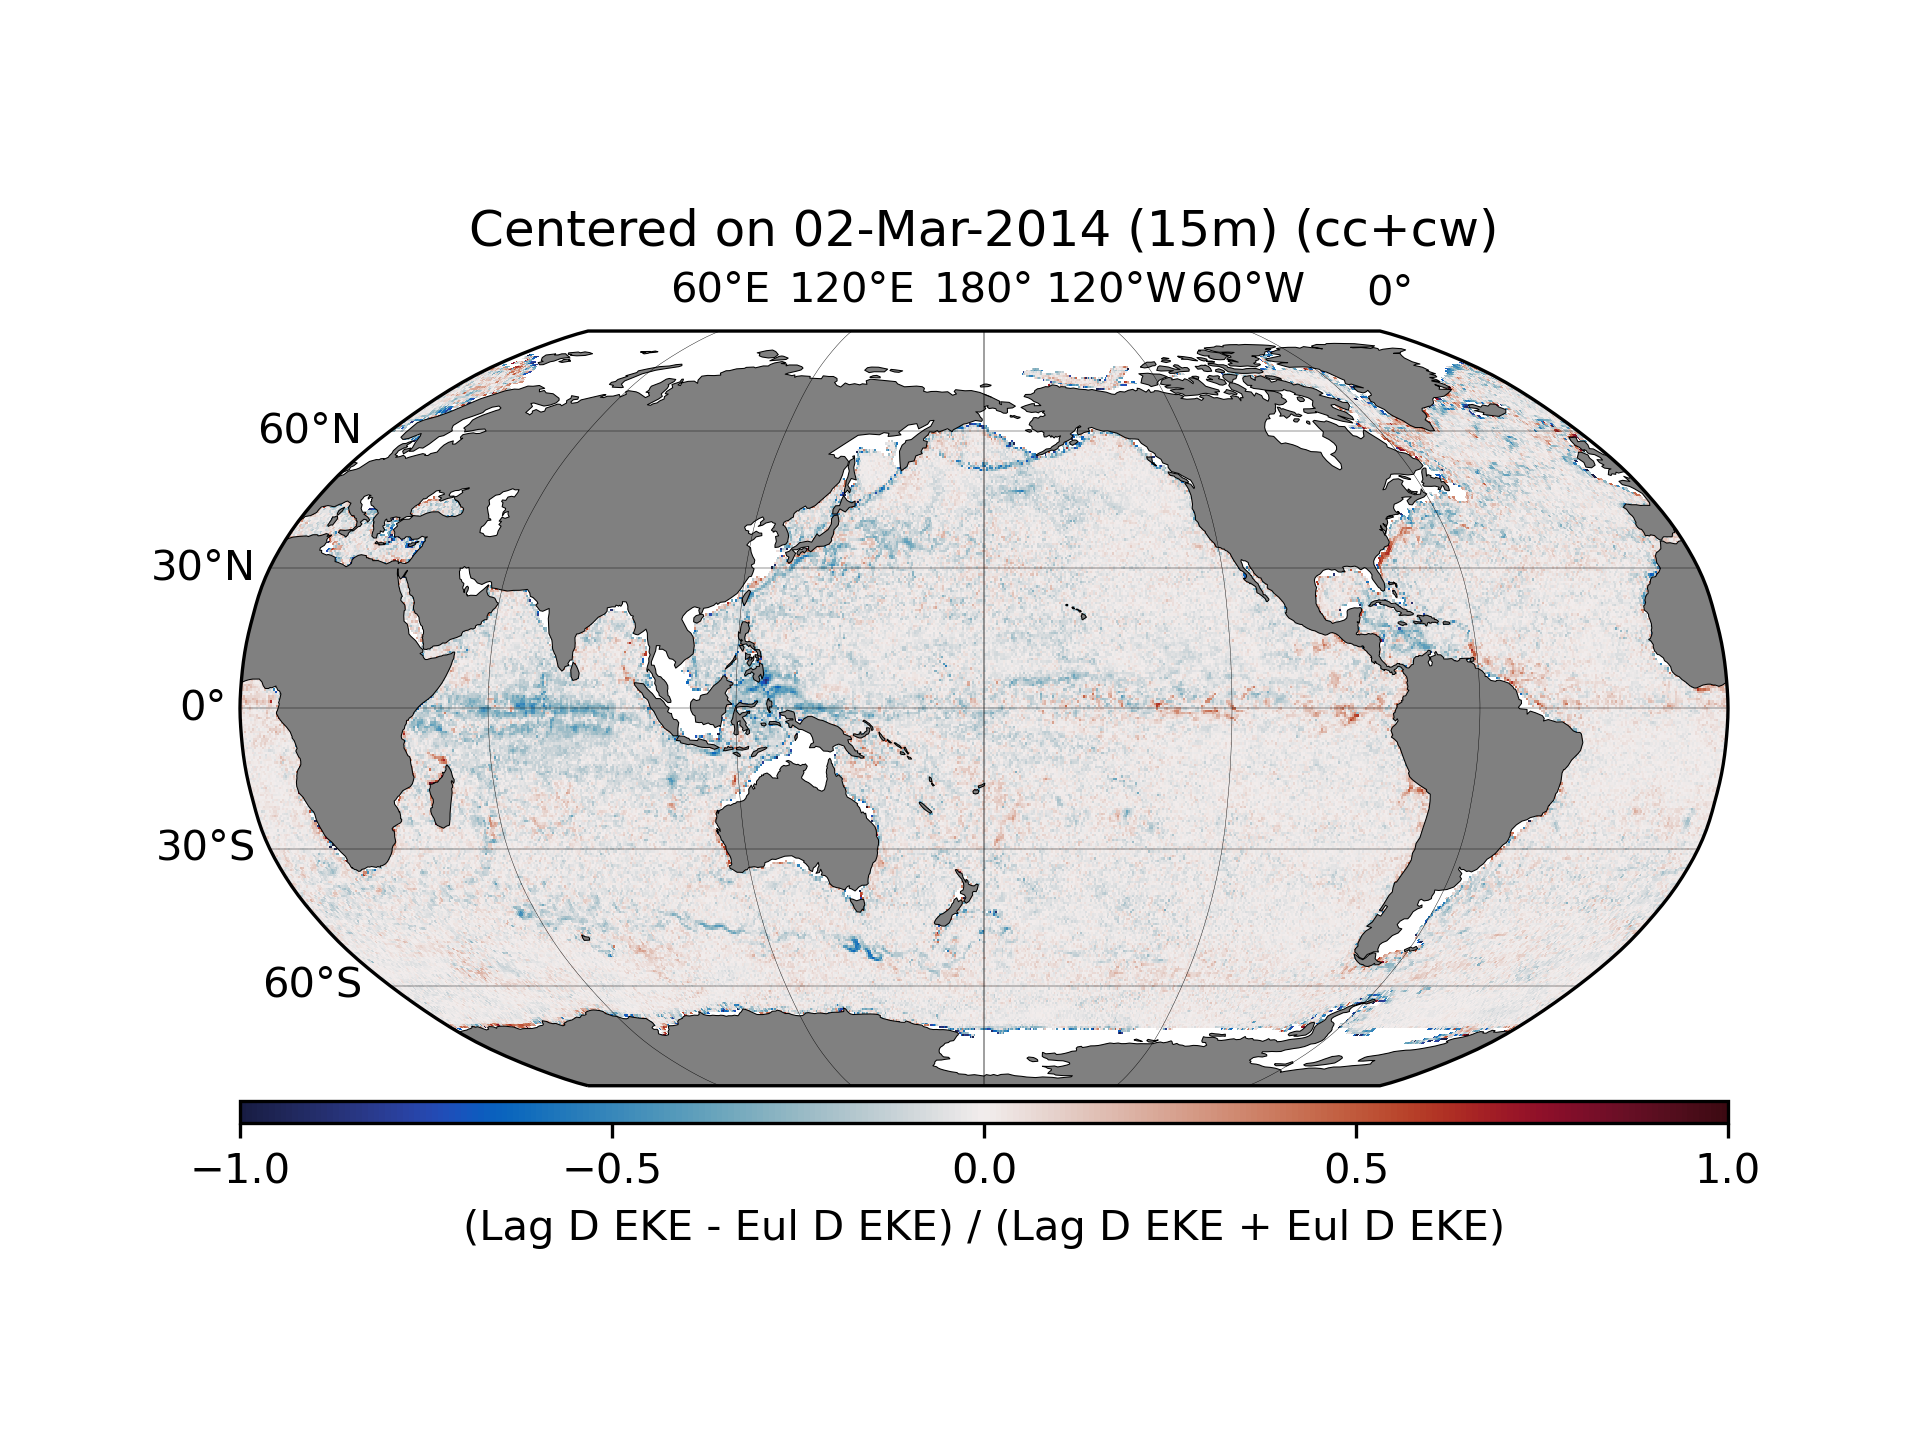 Centered on 02-Mar-2014 (15m) (cc+cw)
60°E 120°E 180° 120°W 60°W 0°
60°N
30°N
0°
30°S
60°S
−1.0 −0.5 0.0 0.5 1.0
(Lag D EKE - Eul D EKE) / (Lag D EKE + Eul D EKE)